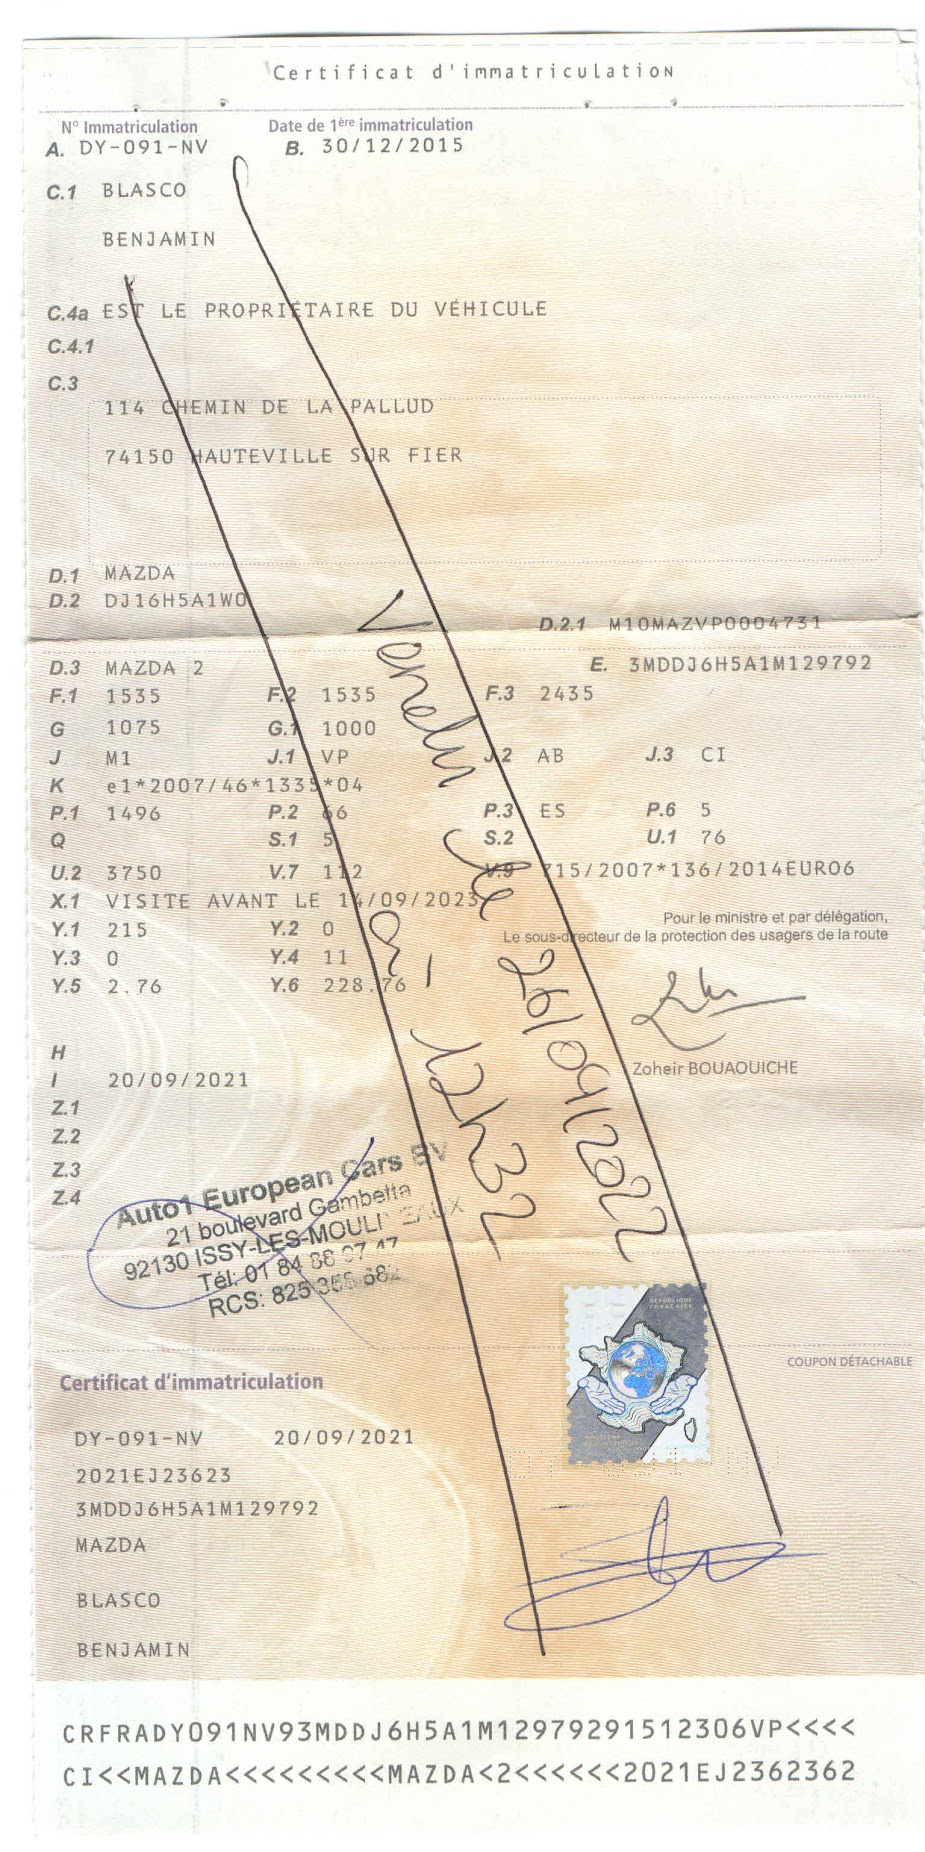 Certificat d'immatriculation
N° Immatriculation Date de 1ère immatriculation
A. DY-091-NV B. 30/12/2015
C.1 BLASCO
BENJAMIN
C.4a EST LE PROPRIÉTAIRE DU VÉHICULE
C.4.1
C.3
114 CHEMIN DE LA PALLUD
74150 HAUTEVILLE SUR FIER
D.1 MAZDA
D.2 DJ16H5A1W0
D.2.1 M10MAZVP0004731
D.3 MAZDA 2 E. 3MDDJ6H5A1M129792
F.1 1535 F.2 1535 F.3 2435
G 1075 G.1 1000
J M1 J.1 VP J.2 AB J.3 CI
K e1*2007/46*1335*04
P.1 1496 P.2 66 P.3 ES P.6 5
Q S.1 5 S.2 U.1 76
U.2 3750 V.7 112 V.9 715/2007*136/2014EURO6
X.1 VISITE AVANT LE 14/09/2023
Y.1 215 Y.2 0
Y.3 0 Y.4 11
Y.5 2.76 Y.6 228.76
Pour le ministre et par délégation,
Le sous-directeur de la protection des usagers de la route
Zoheir BOUAOUICHE
H
I 20/09/2021
Z.1
Z.2
Z.3
Z.4
Vendu le 26/04/2022
a 12h32
Auto1 European Cars BV
21 boulevard Gambetta
92130 ISSY-LES-MOULINEAUX
Tél: 01 84 88 97 47
RCS: 825
RÉPUBLIQUE
FRANÇAISE
COUPON DÉTACHABLE
Certificat d'immatriculation
DY-091-NV 20/09/2021
2021EJ23623
3MDDJ6H5A1M129792
MAZDA
BLASCO
BENJAMIN
CRFRADY091NV93MDDJ6H5A1M12979291512306VP<<<<
CI<<MAZDA<<<<<<<<<MAZDA<2<<<<<<2021EJ2362362